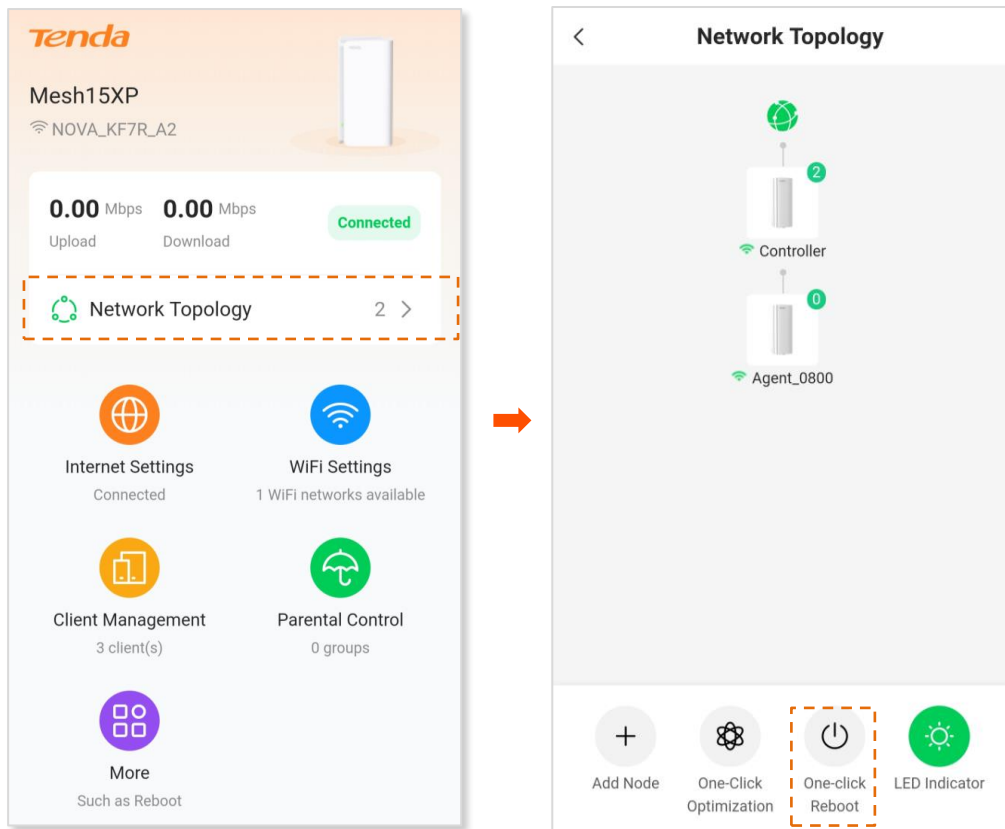 Tenda
Mesh15XP
NOVA_KF7R_A2
0.00 Mbps 0.00 Mbps
Connected
Upload Download
Network Topology 2
Internet Settings WiFi Settings
Connected 1 WiFi networks available
Client Management Parental Control
3 client(s) 0 groups
More
Such as Reboot
Network Topology
2
Controller
0
Agent_0800
Add Node One-Click One-click LED Indicator
Optimization Reboot